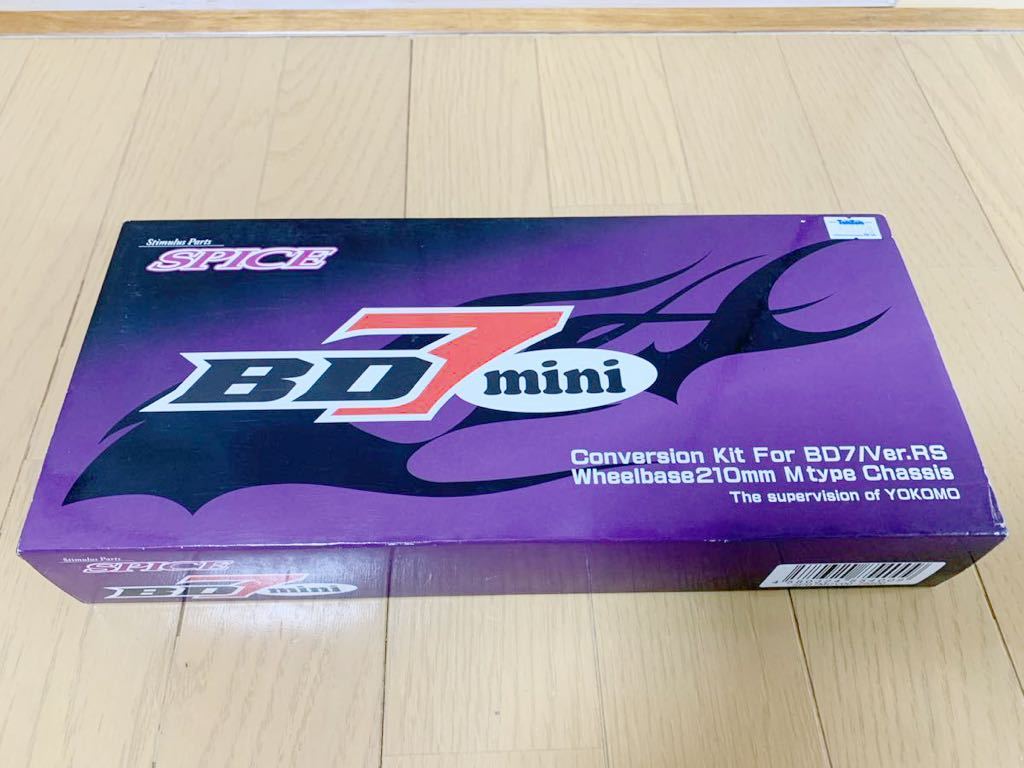 Stimulus Parts
SPICE
BD7 mini
Conversion Kit For BD7/Ver.RS
Wheelbase210mm M type Chassis
The supervision of YOKOMO
Stimulus Parts
SPICE
BD7 mini